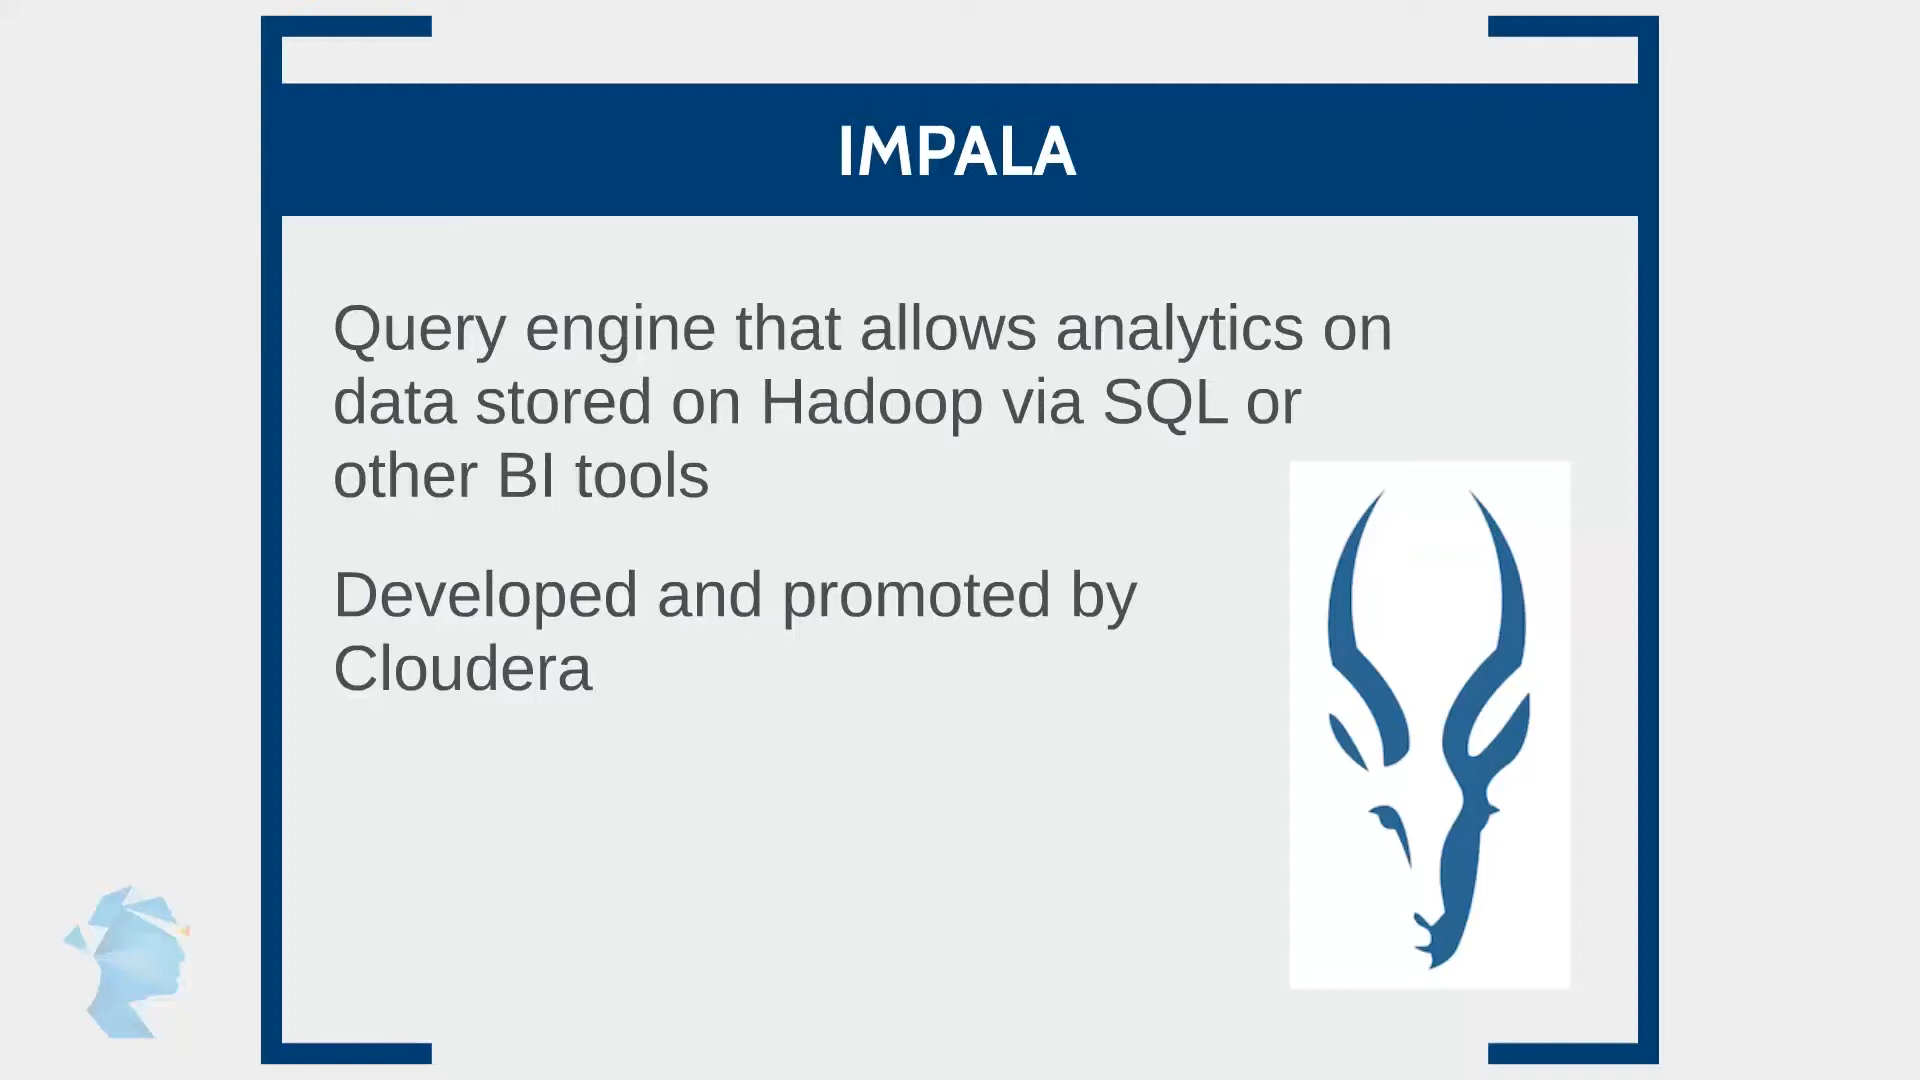 IMPALA
Query engine that allows analytics on
data stored on Hadoop via SQL or
other BI tools
Developed and promoted by
Cloudera